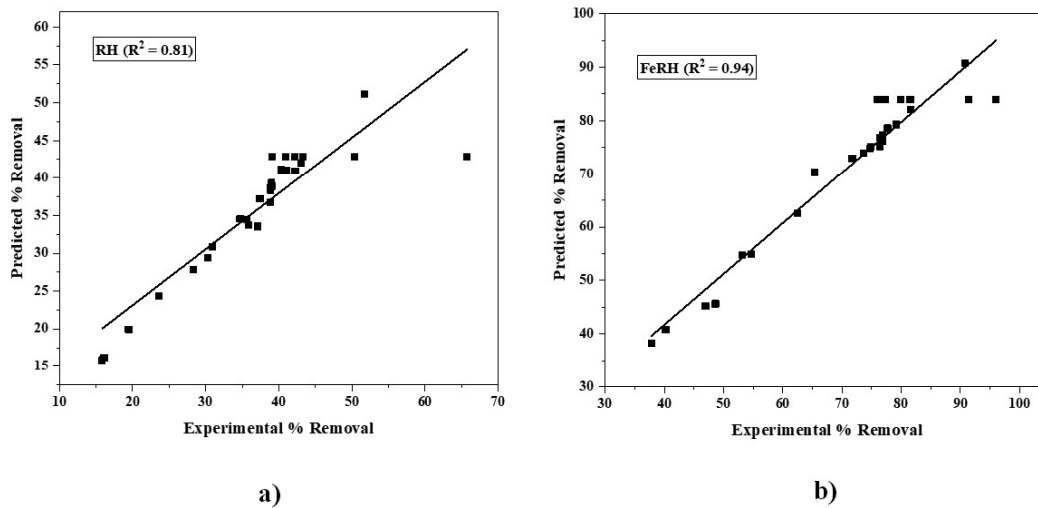 60
55
50
45
40
35
30
25
20
15
RH (R² = 0.81)
Predicted % Removal
10 20 30 40 50 60 70
Experimental % Removal
a)
100
90
80
70
60
50
40
30
FeRH (R² = 0.94)
Predicted % Removal
30 40 50 60 70 80 90 100
Experimental % Removal
b)